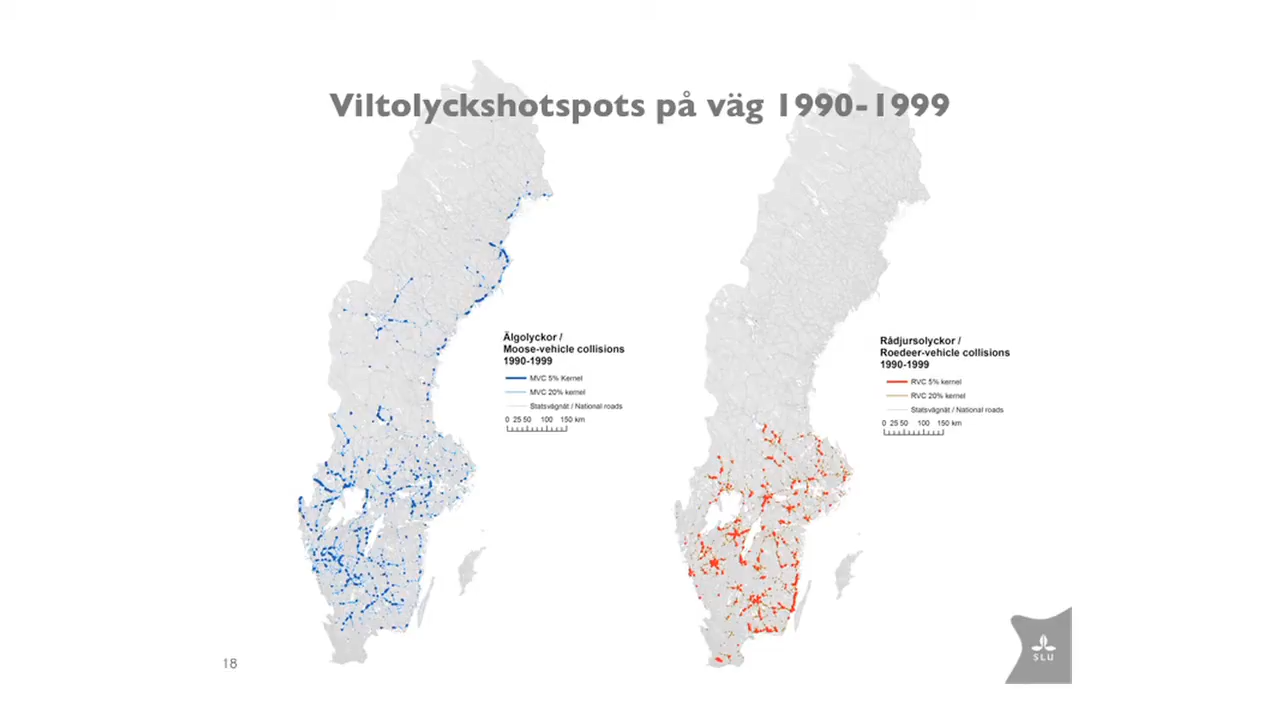 Viltolyckshotspots på väg 1990-1999
Älgolyckor /
Moose-vehicle collisions
1990-1999
MVC 5% Kernel
MVC 20% kernel
Statsvägnät / National roads
0 25 50 100 150 km
Rådjursolyckor /
Roedeer-vehicle collisions
1990-1999
RVC 5% kernel
RVC 20% kernel
Statsvägnät / National roads
0 25 50 100 150 km
18
SLU